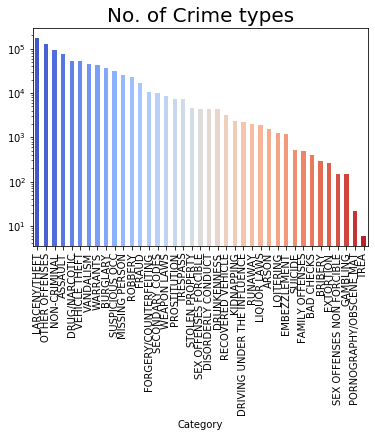 No. of Crime types
10^5
10^4
10^3
10^2
10^1
LARCENY/THEFT
OTHER OFFENSES
NON-CRIMINAL
ASSAULT
DRUG/NARCOTIC
VEHICLE THEFT
VANDALISM
WARRANTS
BURGLARY
SUSPICIOUS OCC
MISSING PERSON
ROBBERY
FRAUD
FORGERY/COUNTERFEITING
SECONDARY CODES
WEAPON LAWS
PROSTITUTION
TRESPASS
STOLEN PROPERTY
SEX OFFENSES FORCIBLE
DISORDERLY CONDUCT
DRUNKENNESS
RECOVERED VEHICLE
KIDNAPPING
DRIVING UNDER THE INFLUENCE
RUNAWAY
LIQUOR LAWS
ARSON
LOITERING
EMBEZZLEMENT
SUICIDE
FAMILY OFFENSES
BAD CHECKS
BRIBERY
EXTORTION
SEX OFFENSES NON FORCIBLE
GAMBLING
PORNOGRAPHY/OBSCENE MAT
TREA
Category